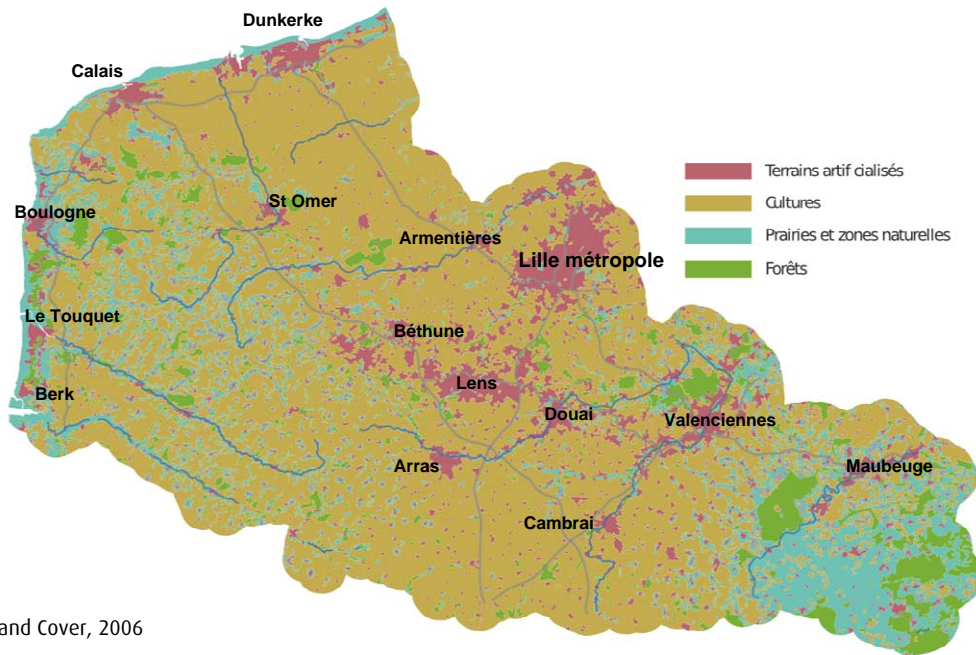 Dunkerke
Calais
Terrains artif cialisés
Cultures
Prairies et zones naturelles
Forêts
St Omer
Boulogne
Armentières
Lille métropole
Le Touquet
Béthune
Lens
Berk
Douai
Valenciennes
Arras
Maubeuge
Cambrai
and Cover, 2006